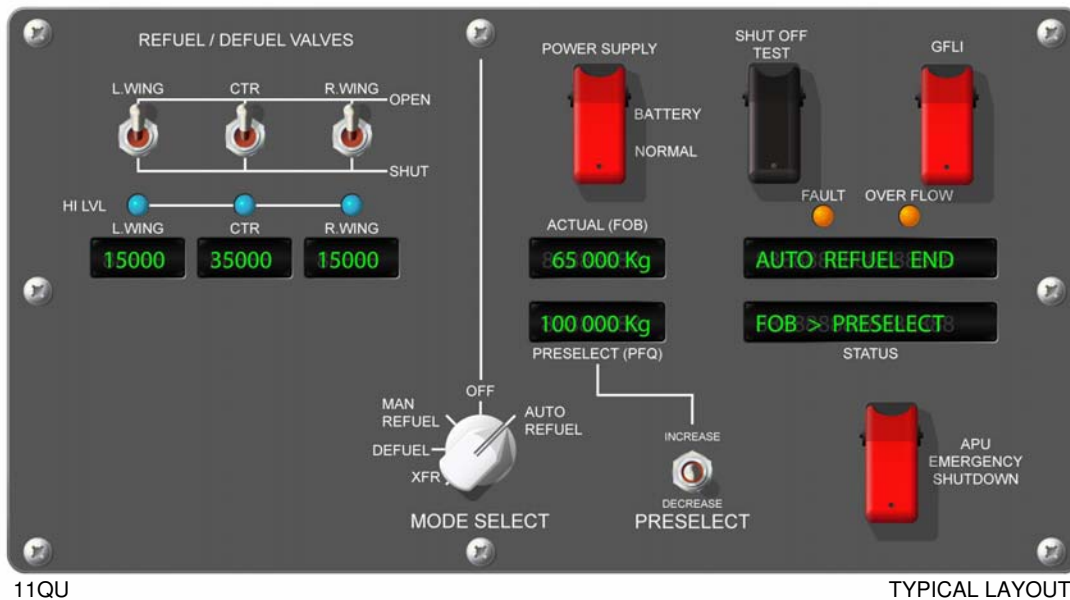 REFUEL / DEFUEL VALVES
L.WING CTR R.WING
OPEN
SHUT
HI LVL
L.WING CTR R.WING
15000 35000 15000
POWER SUPPLY
BATTERY
NORMAL
SHUT OFF
TEST
GFLI
FAULT OVER FLOW
ACTUAL (FOB)
65 000 Kg
AUTO REFUEL END
100 000 Kg
FOB > PRESELECT
PRESELECT (PFQ)
STATUS
OFF
MAN
REFUEL
AUTO
REFUEL
DEFUEL
XFR
MODE SELECT
INCREASE
DECREASE
PRESELECT
APU
EMERGENCY
SHUTDOWN
11QU
TYPICAL LAYOUT